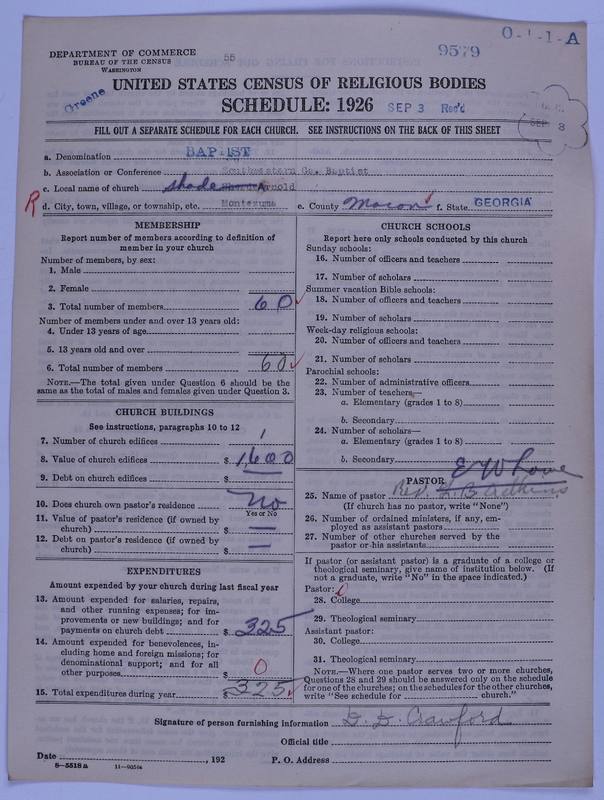 DEPARTMENT OF COMMERCE
BUREAU OF THE CENSUS
WASHINGTON
55
9579
0-1-1-A
Greene
UNITED STATES CENSUS OF RELIGIOUS BODIES
SCHEDULE: 1926
SEP 3 Rec'd
SEP 3
FILL OUT A SEPARATE SCHEDULE FOR EACH CHURCH. SEE INSTRUCTIONS ON THE BACK OF THIS SHEET
a. Denomination BAPTIST
b. Association or Conference Southwestern Ga. Baptist
c. Local name of church Shade Arnold
R d. City, town, village, or township, etc. Montezuma e. County Macon f. State GEORGIA
MEMBERSHIP
Report number of members according to definition of
member in your church
Number of members, by sex:
1. Male
2. Female
3. Total number of members 60
Number of members under and over 13 years old:
4. Under 13 years of age
5. 13 years old and over
6. Total number of members 60
NOTE.—The total given under Question 6 should be the
same as the total of males and females given under Question 3.
CHURCH BUILDINGS
See instructions, paragraphs 10 to 12
7. Number of church edifices 1
8. Value of church edifices $ 1,600
9. Debt on church edifices $
10. Does church own pastor's residence No
Yes or No
11. Value of pastor's residence (if owned by
church) $ —
12. Debt on pastor's residence (if owned by
church) $ —
EXPENDITURES
Amount expended by your church during last fiscal year
13. Amount expended for salaries, repairs,
and other running expenses; for im-
provements or new buildings; and for
payments on church debt $ 325
14. Amount expended for benevolences, in-
cluding home and foreign missions; for
denominational support; and for all
other purposes $ 0
15. Total expenditures during year $ 325
CHURCH SCHOOLS
Report here only schools conducted by this church
Sunday schools:
16. Number of officers and teachers
17. Number of scholars
Summer vacation Bible schools:
18. Number of officers and teachers
19. Number of scholars
Week-day religious schools:
20. Number of officers and teachers
21. Number of scholars
Parochial schools:
22. Number of administrative officers
23. Number of teachers—
a. Elementary (grades 1 to 8)
b. Secondary
24. Number of scholars—
a. Elementary (grades 1 to 8)
b. Secondary
PASTOR
E W Lowe
25. Name of pastor Rev. Adkins
(If church has no pastor, write "None")
26. Number of ordained ministers, if any, em-
ployed as assistant pastors
27. Number of other churches served by the
pastor or his assistants
If pastor (or assistant pastor) is a graduate of a college or
theological seminary, give name of institution below. (If
not a graduate, write "No" in the space indicated.)
Pastor: 0
28. College
29. Theological seminary
Assistant pastor:
30. College
31. Theological seminary
NOTE.—Where one pastor serves two or more churches,
Questions 28 and 29 should be answered only on the schedule
for one of the churches; on the schedules for the other churches,
write "See schedule for church."
Signature of person furnishing information D. D. Crawford
Official title
Date , 192 P. O. Address
8-5518 a 11-9056a